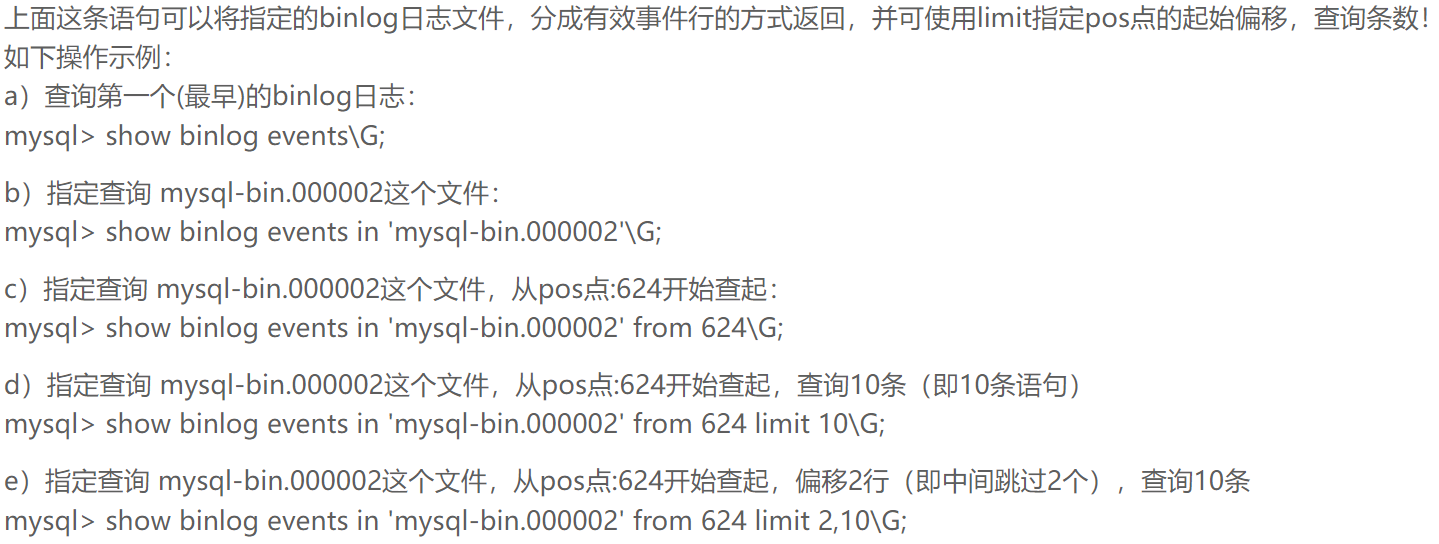 上面这条语句可以将指定的binlog日志文件，分成有效事件行的方式返回，并可使用limit指定pos点的起始偏移，查询条数！
如下操作示例：
a）查询第一个(最早)的binlog日志：
mysql> show binlog events\G;
b）指定查询 mysql-bin.000002这个文件：
mysql> show binlog events in 'mysql-bin.000002'\G;
c）指定查询 mysql-bin.000002这个文件，从pos点:624开始查起：
mysql> show binlog events in 'mysql-bin.000002' from 624\G;
d）指定查询 mysql-bin.000002这个文件，从pos点:624开始查起，查询10条（即10条语句）
mysql> show binlog events in 'mysql-bin.000002' from 624 limit 10\G;
e）指定查询 mysql-bin.000002这个文件，从pos点:624开始查起，偏移2行（即中间跳过2个），查询10条
mysql> show binlog events in 'mysql-bin.000002' from 624 limit 2,10\G;